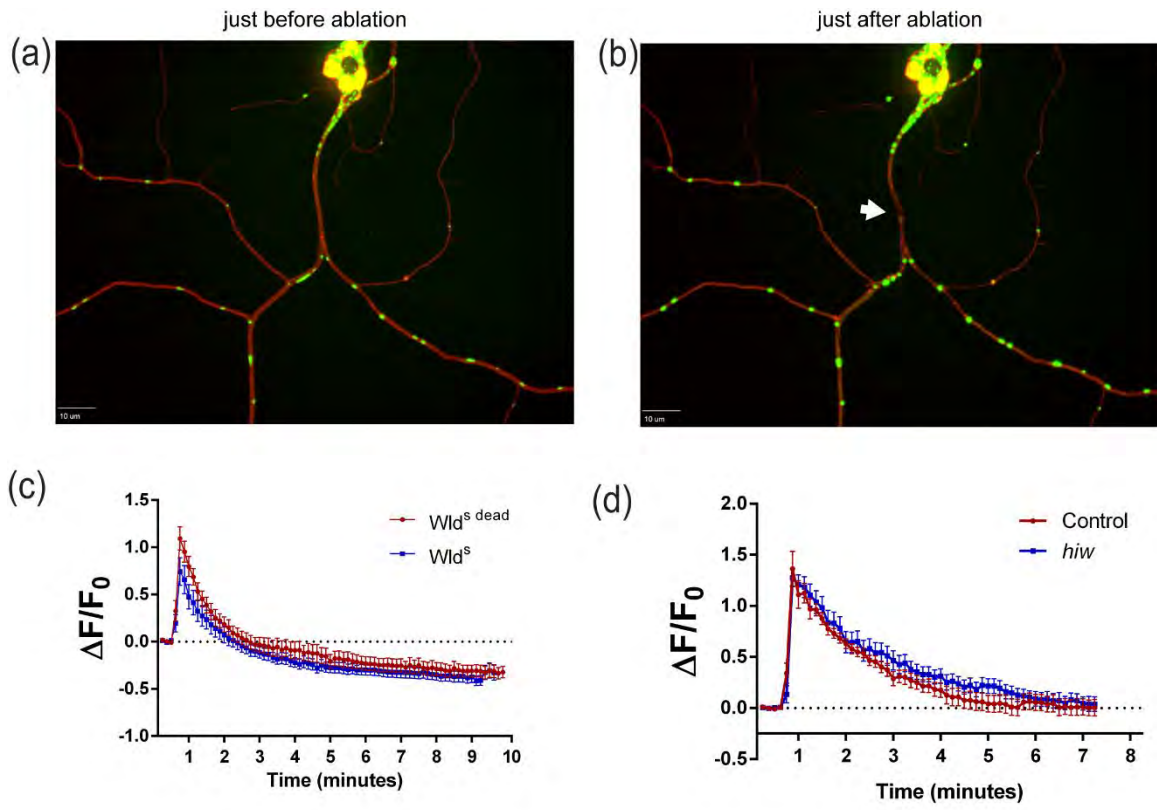 just before ablation
just after ablation
(a)
(b)
10 um
10 um
(c)
1.5
1.0
0.5
0.0
-0.5
-1.0
ΔF/F0
Wlds dead
Wlds
1 2 3 4 5 6 7 8 9 10
Time (minutes)
(d)
2.0
1.5
1.0
0.5
0.0
-0.5
ΔF/F0
Control
hiw
1 2 3 4 5 6 7 8
Time (minutes)